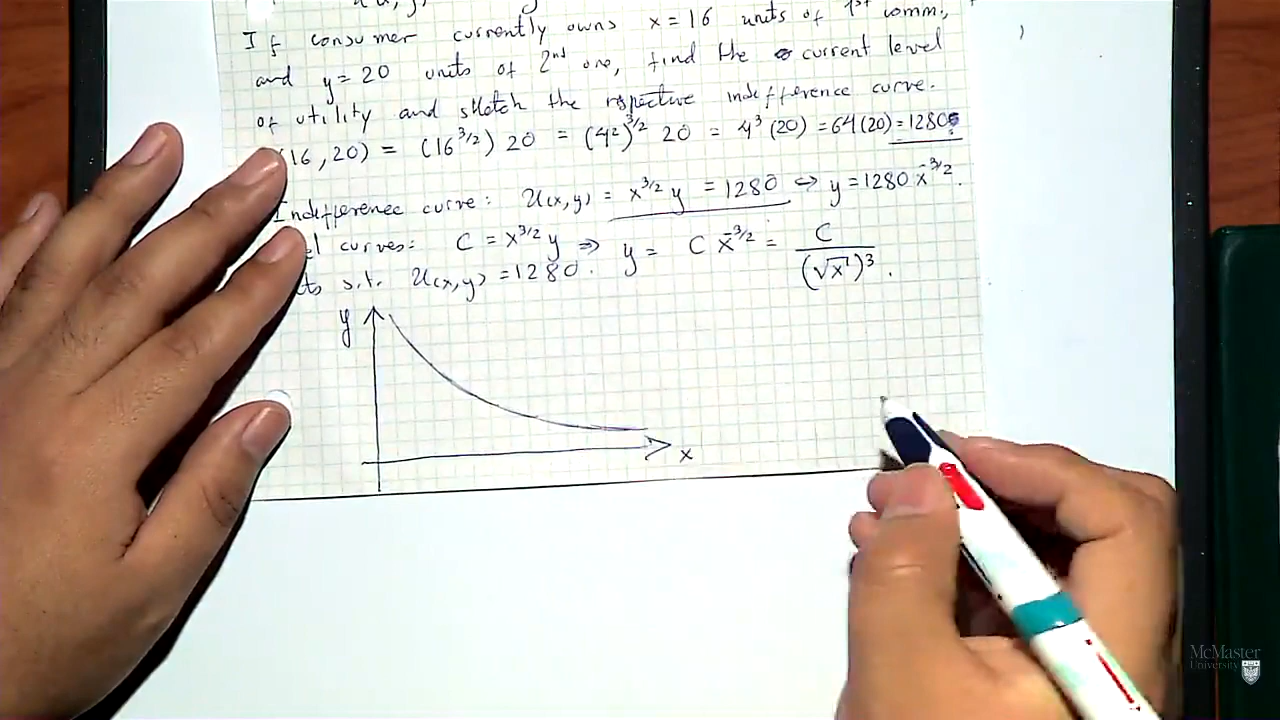 If consumer currently owns x = 16 units of 1st comm.,
and y = 20 units of 2nd one, find the current level
of utility and sketch the respective indifference curve.
(16, 20) = (16^{3/2}) 20 = (4²)^{3/2} 20 = 4³ (20) = 64 (20) = 1280
Indifference curve: U(x,y) = x^{3/2} y = 1280 ⇔ y = 1280 x^{-3/2}.
curves: C = x^{3/2} y ⇒ y = C x^{-3/2} = C / (√x)³.
s.t. U(x,y) = 1280.
y
x
McMaster
University